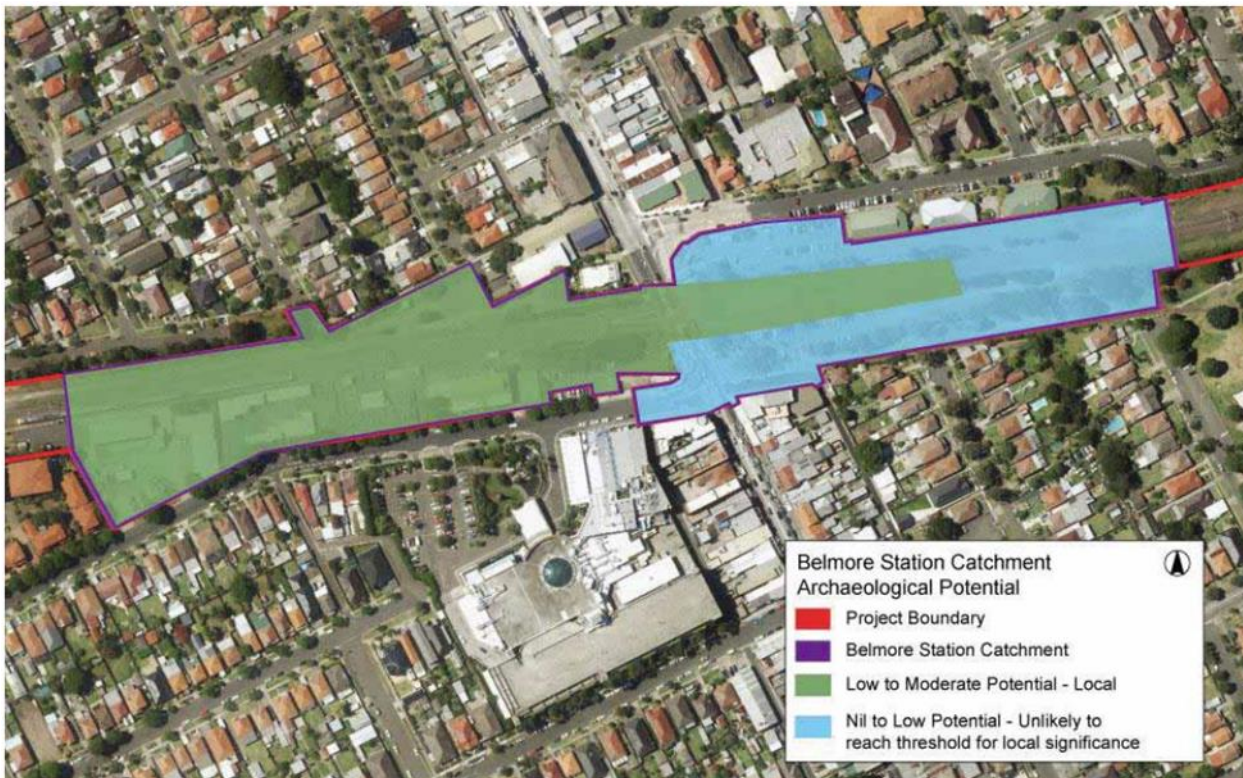 Belmore Station Catchment
Archaeological Potential
Project Boundary
Belmore Station Catchment
Low to Moderate Potential - Local
Nil to Low Potential - Unlikely to
reach threshold for local significance